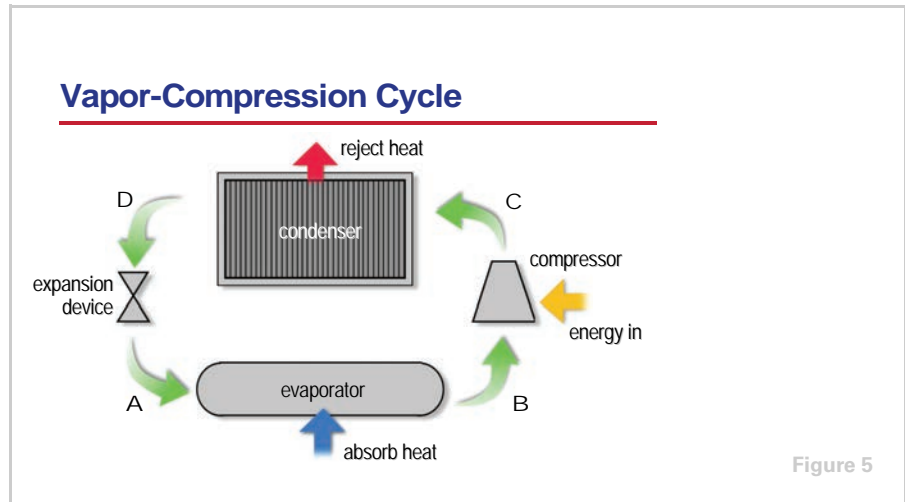 Vapor-Compression Cycle
reject heat
D
C
condenser
compressor
expansion
device
energy in
evaporator
A
B
absorb heat
Figure 5